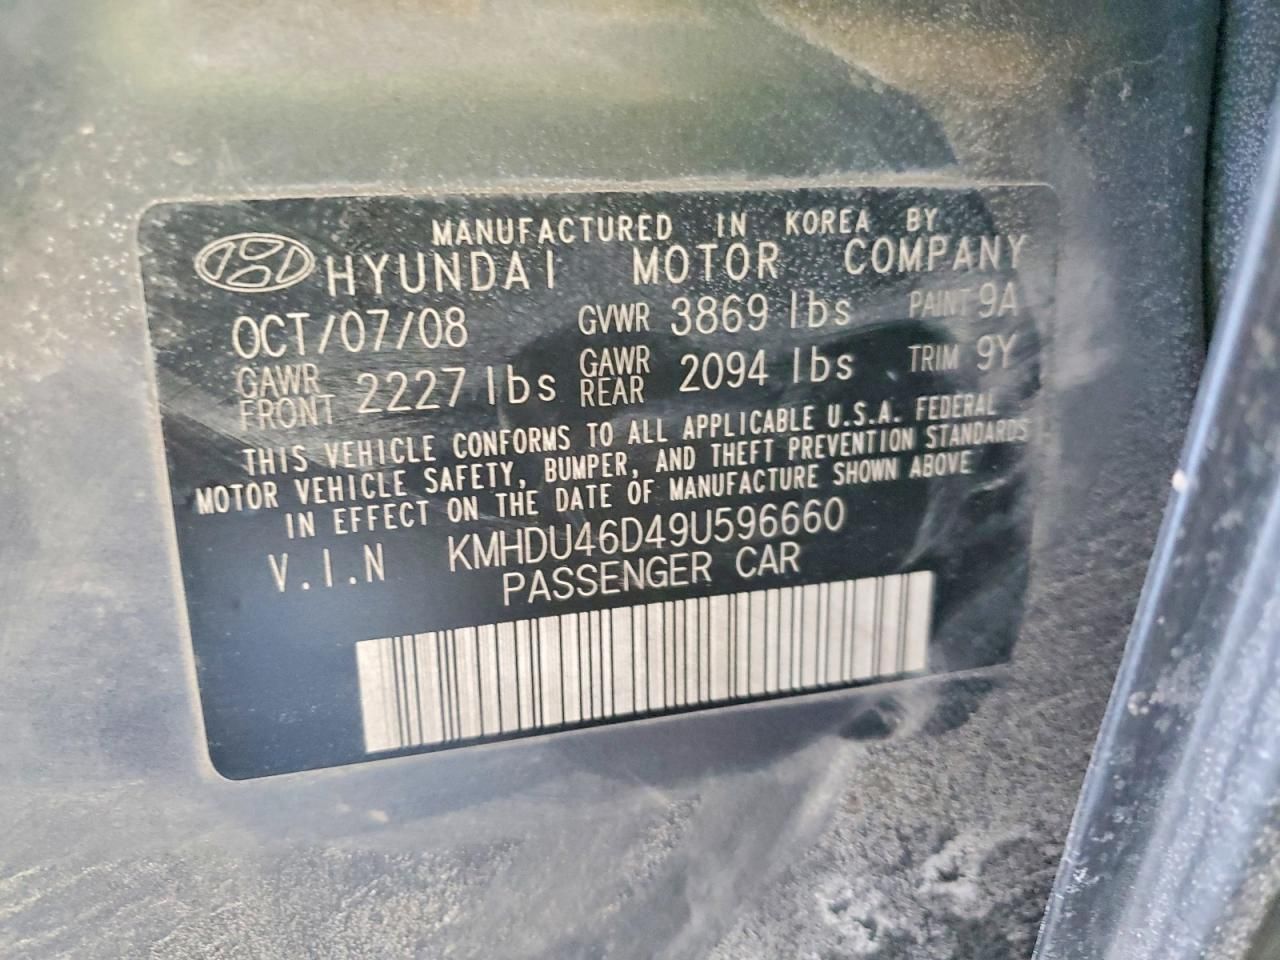 MANUFACTURED IN KOREA BY
HYUNDAI MOTOR COMPANY
OCT/07/08 GVWR 3869 lbs PAINT 9A
GAWR FRONT 2227 lbs GAWR REAR 2094 lbs TRIM 9Y
THIS VEHICLE CONFORMS TO ALL APPLICABLE U.S.A. FEDERAL
MOTOR VEHICLE SAFETY, BUMPER, AND THEFT PREVENTION STANDARDS
IN EFFECT ON THE DATE OF MANUFACTURE SHOWN ABOVE
V.I.N KMHDU46D49U596660
PASSENGER CAR